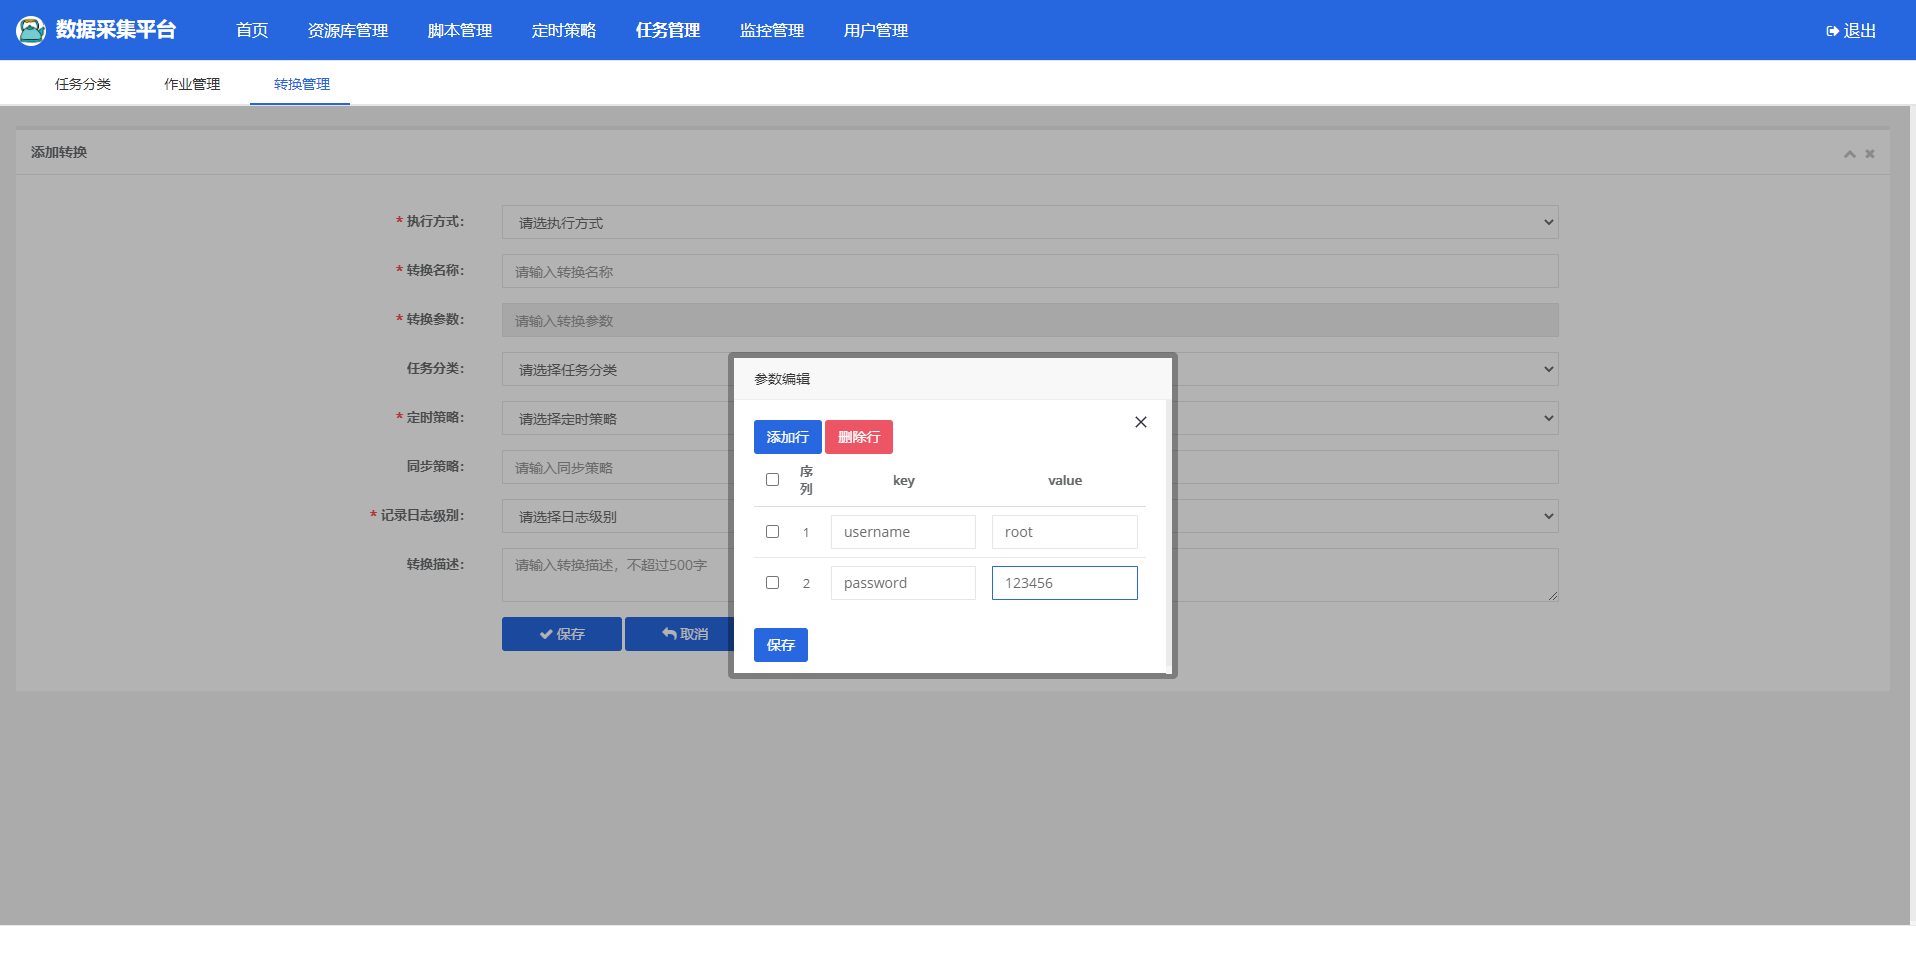 数据采集平台
首页
资源库管理
脚本管理
定时策略
任务管理
监控管理
用户管理
退出
任务分类
作业管理
转换管理
添加转换
* 执行方式：
请选执行方式
* 转换名称：
请输入转换名称
* 转换参数：
请输入转换参数
任务分类：
请选择任务分类
* 定时策略：
请选择定时策略
同步策略：
请输入同步策略
* 记录日志级别：
请选择日志级别
转换描述：
请输入转换描述，不超过500字
保存
取消
参数编辑
添加行
删除行
序列
key
value
1
username
root
2
password
123456
保存